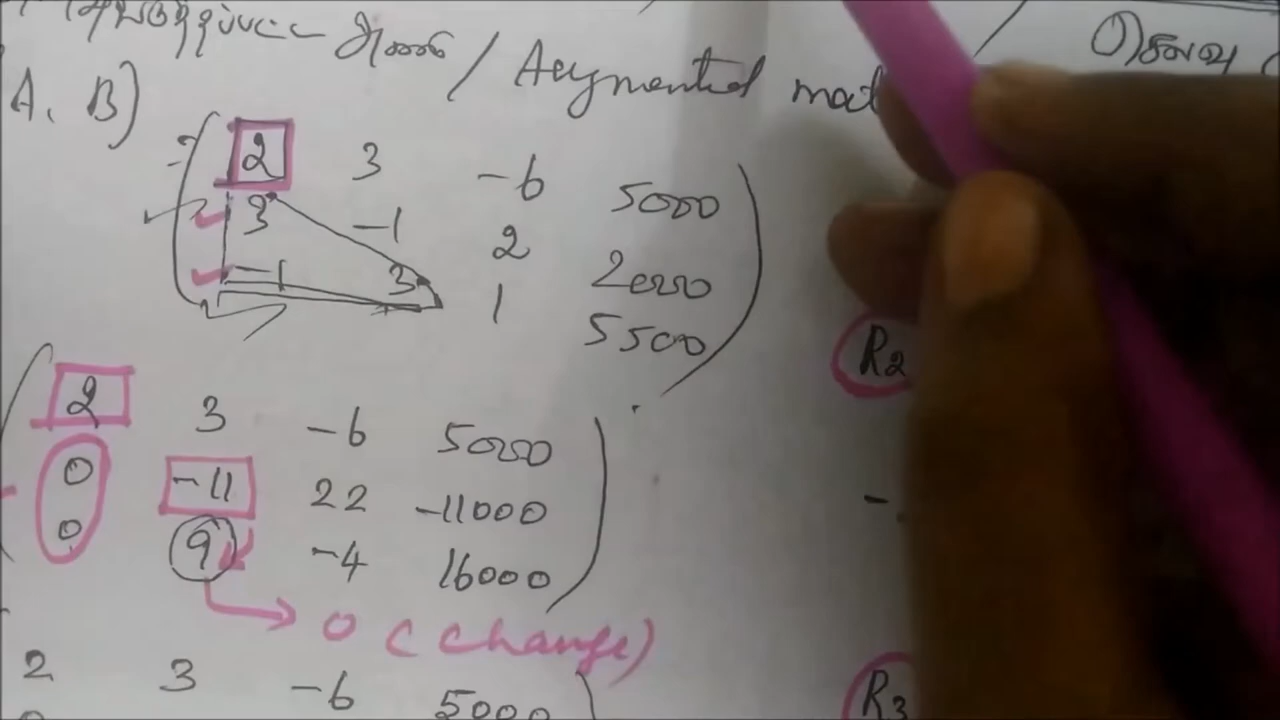 / Augmented mat
A, B)
2 3 -6 5000
3 -1 2 2000
-1 3 1 5500
R2
2 3 -6 5000
0 -11 22 -11000
0 9 -4 16000
0 (change)
2 3 -6 5000
R3